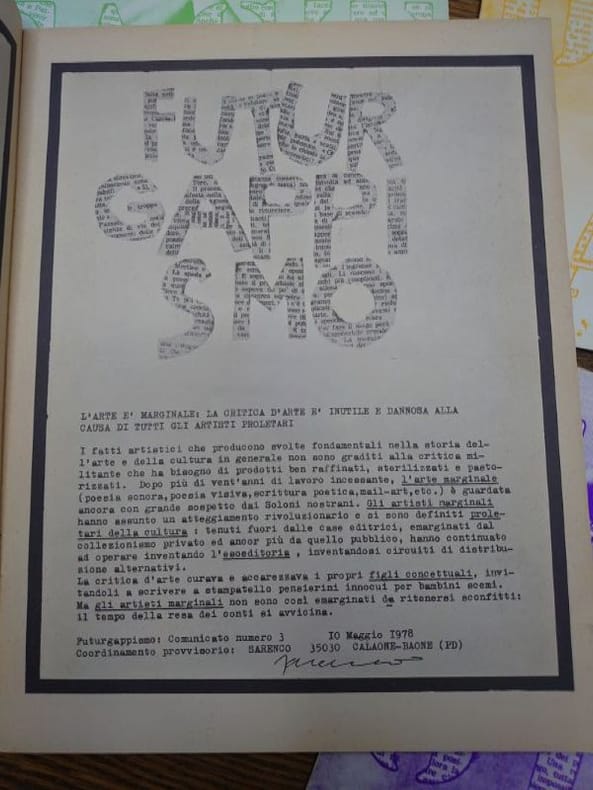 FUTUR
GAPPI
SMO
L'ARTE E' MARGINALE: LA CRITICA D'ARTE E' INUTILE E DANNOSA ALLA
CAUSA DI TUTTI GLI ARTISTI PROLETARI
I fatti artistici che producono svolte fondamentali nella storia del-
l'arte e della cultura in generale non sono graditi alla critica mi-
litante che ha bisogno di prodotti ben raffinati, sterilizzati e pasto-
rizzati. Dopo più di vent'anni di lavoro incessante, l'arte marginale
(poesia sonora,poesia visiva,scrittura poetica,mail-art,etc.) è guardata
ancora con grande sospetto dai Soloni nostrani. Gli artisti marginali
hanno assunto un atteggiamento rivoluzionario e si sono definiti prole-
tari della cultura : tenuti fuori dalle case editrici, emarginati dal
collezionismo privato ed ancor più da quello pubblico, hanno continuato
ad operare inventando l'esoeditoria , inventandosi circuiti di distribu-
zione alternativi.
La critica d'arte curava e accarezzava i propri figli concettuali, invi-
tandoli a scrivere a stampatello pensierini innocui per bambini scemi.
Ma gli artisti marginali non sono così emarginati da ritenersi sconfitti:
il tempo della resa dei conti si avvicina.
Futurgappismo: Comunicato numero 3 IO Maggio I978
Coordinamento provvisorio: SARENCO 35030 CALAONE-BAONE (PD)